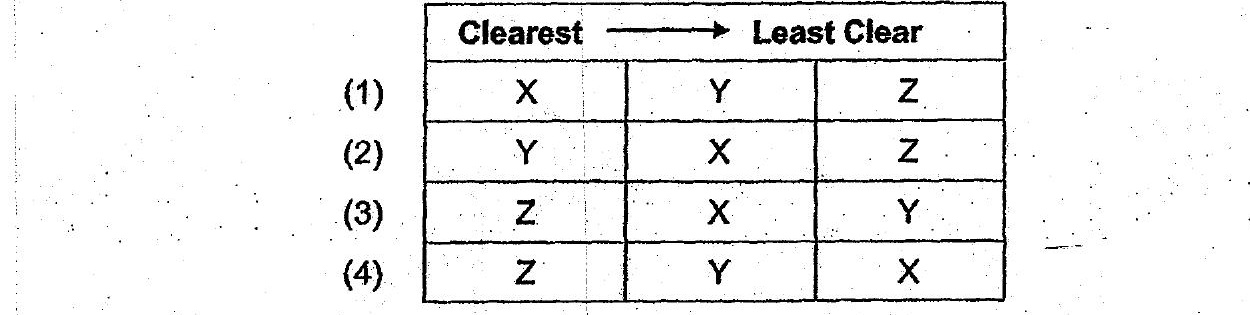 Clearest → Least Clear
(1) X Y Z
(2) Y X Z
(3) Z X Y
(4) Z Y X